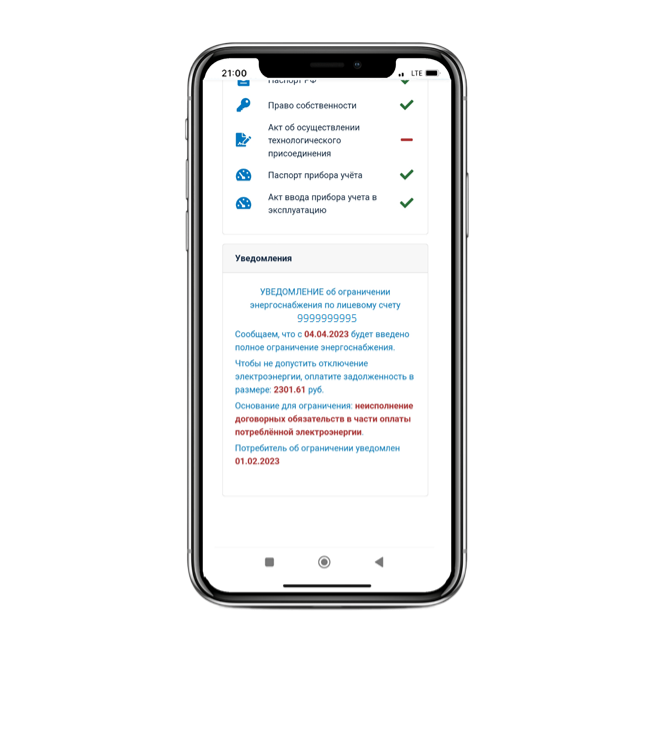 21:00
LTE
Паспорт РФ
Право собственности
Акт об осуществлении
технологического
присоединения
Паспорт прибора учёта
Акт ввода прибора учета в
эксплуатацию
Уведомления
УВЕДОМЛЕНИЕ об ограничении
энергоснабжения по лицевому счету
9999999995
Сообщаем, что с 04.04.2023 будет введено
полное ограничение энергоснабжения.
Чтобы не допустить отключение
электроэнергии, оплатите задолженность в
размере: 2301.61 руб.
Основание для ограничения: неисполнение
договорных обязательств в части оплаты
потреблённой электроэнергии.
Потребитель об ограничении уведомлен
01.02.2023